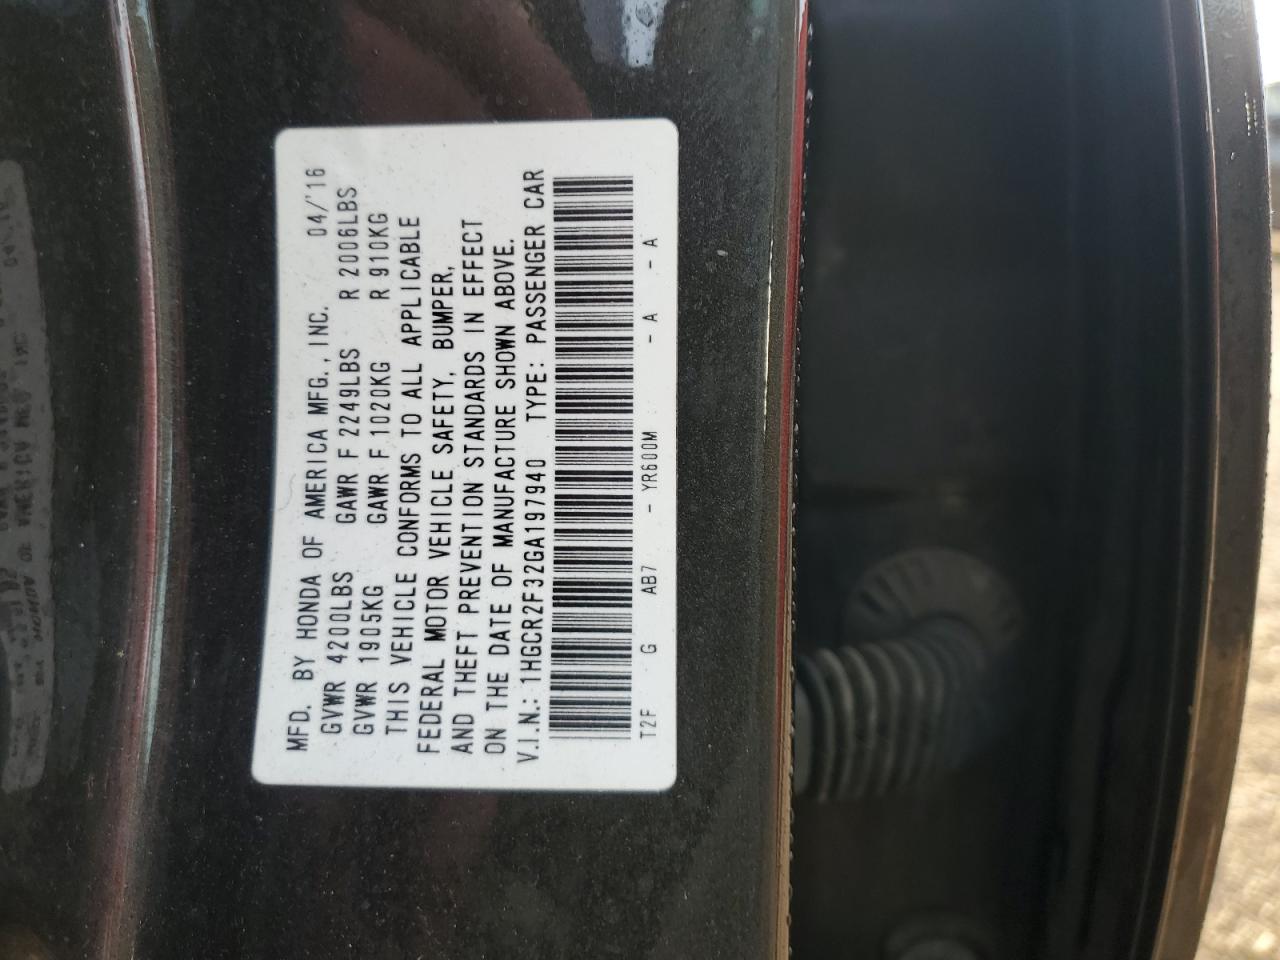 MFD. BY HONDA OF AMERICA MFG., INC. 04/'16
GVWR 4200LBS GAWR F 2249LBS R 2006LBS
GVWR 1905KG GAWR F 1020KG R 910KG
THIS VEHICLE CONFORMS TO ALL APPLICABLE
FEDERAL MOTOR VEHICLE SAFETY, BUMPER,
AND THEFT PREVENTION STANDARDS IN EFFECT
ON THE DATE OF MANUFACTURE SHOWN ABOVE.
V.I.N.: 1HGCR2F32GA197940 TYPE: PASSENGER CAR
T2F G AB7 - YR600M. - A - A